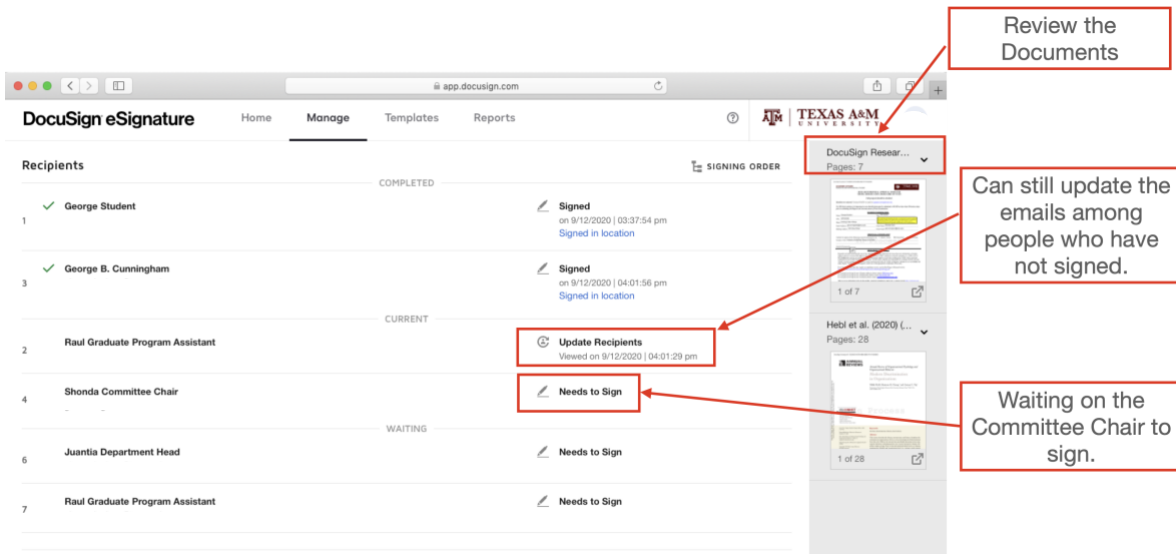 Review the
Documents
app.docusign.com
DocuSign eSignature
Home
Manage
Templates
Reports
TEXAS A&M
UNIVERSITY
Recipients
SIGNING ORDER
COMPLETED
1
George Student
Signed
on 9/12/2020 | 03:37:54 pm
Signed in location
3
George B. Cunningham
Signed
on 9/12/2020 | 04:01:56 pm
Signed in location
CURRENT
2
Raul Graduate Program Assistant
Update Recipients
Viewed on 9/12/2020 | 04:01:29 pm
4
Shonda Committee Chair
Needs to Sign
WAITING
6
Juantia Department Head
Needs to Sign
7
Raul Graduate Program Assistant
Needs to Sign
DocuSign Resear...
Pages: 7
1 of 7
Hebl et al. (2020) (...
Pages: 28
1 of 28
Can still update the
emails among
people who have
not signed.
Waiting on the
Committee Chair to
sign.